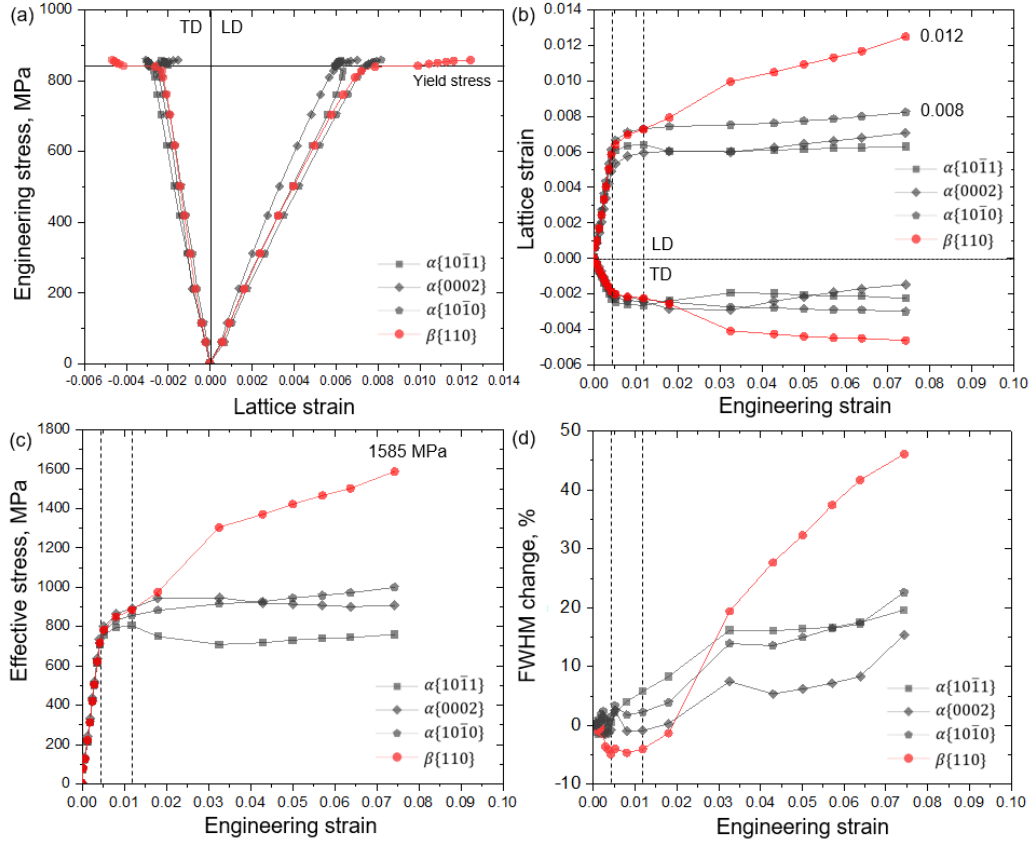 (a)
TD LD
Yield stress
α{101̄1}
α{0002}
α{101̄0}
β{110}
Engineering stress, MPa
1000
800
600
400
200
0
-0.006 -0.004 -0.002 0.000 0.002 0.004 0.006 0.008 0.010 0.012 0.014
Lattice strain
(b)
0.012
0.008
α{101̄1}
α{0002}
α{101̄0}
β{110}
LD
TD
Lattice strain
0.014
0.012
0.010
0.008
0.006
0.004
0.002
0.000
-0.002
-0.004
-0.006
0.00 0.01 0.02 0.03 0.04 0.05 0.06 0.07 0.08 0.09 0.10
Engineering strain
(c)
1585 MPa
α{101̄1}
α{0002}
α{101̄0}
β{110}
Effective stress, MPa
1800
1600
1400
1200
1000
800
600
400
200
0
0.00 0.01 0.02 0.03 0.04 0.05 0.06 0.07 0.08 0.09 0.10
Engineering strain
(d)
α{101̄1}
α{0002}
α{101̄0}
β{110}
FWHM change, %
50
40
30
20
10
0
-10
0.00 0.01 0.02 0.03 0.04 0.05 0.06 0.07 0.08 0.09 0.10
Engineering strain